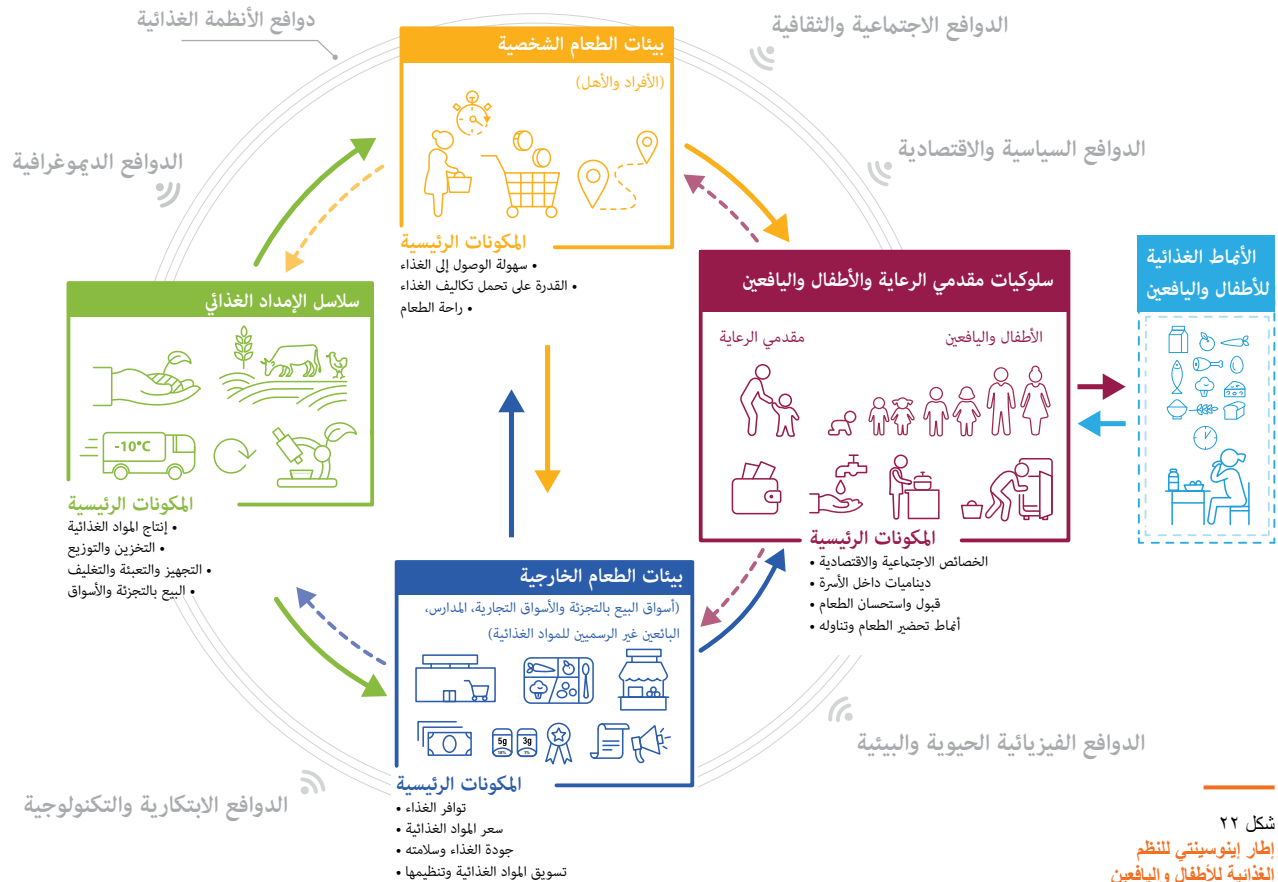 دوافع الأنظمة الغذائية
الدوافع الاجتماعية والثقافية
الدوافع السياسية والاقتصادية
الدوافع الديموغرافية
بيئات الطعام الشخصية
(الأفراد والأهل)
المكونات الرئيسية
• سهولة الوصول إلى الغذاء
• القدرة على تحمل تكاليف الغذاء
• راحة الطعام
الأنماط الغذائية
للأطفال واليافعين
سلوكيات مقدمي الرعاية والأطفال واليافعين
الأطفال واليافعين
مقدمي الرعاية
المكونات الرئيسية
الخصائص الاجتماعية والاقتصادية •
ديناميات داخل الأسرة •
قبول واستحسان الطعام •
أنماط تحضير الطعام وتناوله •
سلاسل الإمداد الغذائي
-10°C
المكونات الرئيسية
• إنتاج المواد الغذائية
• التخزين والتوزيع
• التجهيز والتعبئة والتغليف
• البيع بالتجزئة والأسواق
بيئات الطعام الخارجية
(أسواق البيع بالتجزئة والأسواق التجارية، المدارس،
البائعين غير الرسميين للمواد الغذائية)
5g
3g
المكونات الرئيسية
توافر الغذاء •
سعر المواد الغذائية •
جودة الغذاء وسلامته •
تسويق المواد الغذائية وتنظيمها •
الدوافع الفيزيائية الحيوية والبيئية
الدوافع الابتكارية والتكنولوجية
شكل ٢٢
إطار إينوسينتي للنظم
الغذائية للأطفال واليافعين